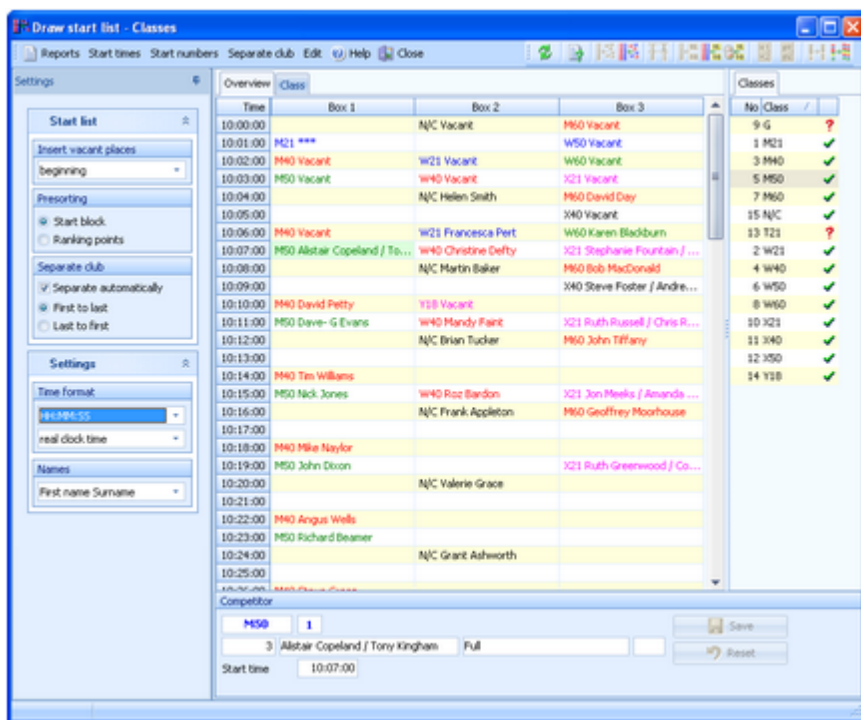 Draw start list - Classes
Reports Start times Start numbers Separate club Edit Help Close
Settings
Start list
Insert vacant places
beginning
Presorting
Start block
Ranking points
Separate club
Separate automatically
First to last
Last to first
Settings
Time format
HH:MM:SS
real clock time
Names
First name Surname
Overview Class
Time Box 1 Box 2 Box 3
10:00:00 N/C Vacant M60 Vacant
10:01:00 M21 *** W50 Vacant
10:02:00 M40 Vacant W21 Vacant W60 Vacant
10:03:00 M50 Vacant W40 Vacant X21 Vacant
10:04:00 N/C Helen Smith M60 David Day
10:05:00 X40 Vacant
10:06:00 M40 Vacant W21 Francesca Pert W60 Karen Blackburn
10:07:00 M50 Alistair Copeland / To... W40 Christine Defty X21 Stephanie Fountain / ...
10:08:00 N/C Martin Baker M60 Bob MacDonald
10:09:00 X40 Steve Foster / Andre...
10:10:00 M40 David Petty Y18 Vacant
10:11:00 M50 Dave- G Evans W40 Mandy Faint X21 Ruth Russell / Chris R...
10:12:00 N/C Brian Tucker M60 John Tiffany
10:13:00
10:14:00 M40 Tim Williams
10:15:00 M50 Nick Jones W40 Roz Bardon X21 Jon Meeks / Amanda ...
10:16:00 N/C Frank Appleton M60 Geoffrey Moorhouse
10:17:00
10:18:00 M40 Mike Naylor
10:19:00 M50 John Dixon X21 Ruth Greenwood / Co...
10:20:00 N/C Valerie Grace
10:21:00
10:22:00 M40 Angus Wells
10:23:00 M50 Richard Beamer
10:24:00 N/C Grant Ashworth
10:25:00
Classes
No Class
9 G ?
1 M21
3 M40
5 M50
7 M60
15 N/C
13 T21 ?
2 W21
4 W40
6 W50
8 W60
10 X21
11 X40
12 X50
14 Y18
Competitor
M50 1
3 Alistair Copeland / Tony Kingham Full
Start time 10:07:00
Save
Reset